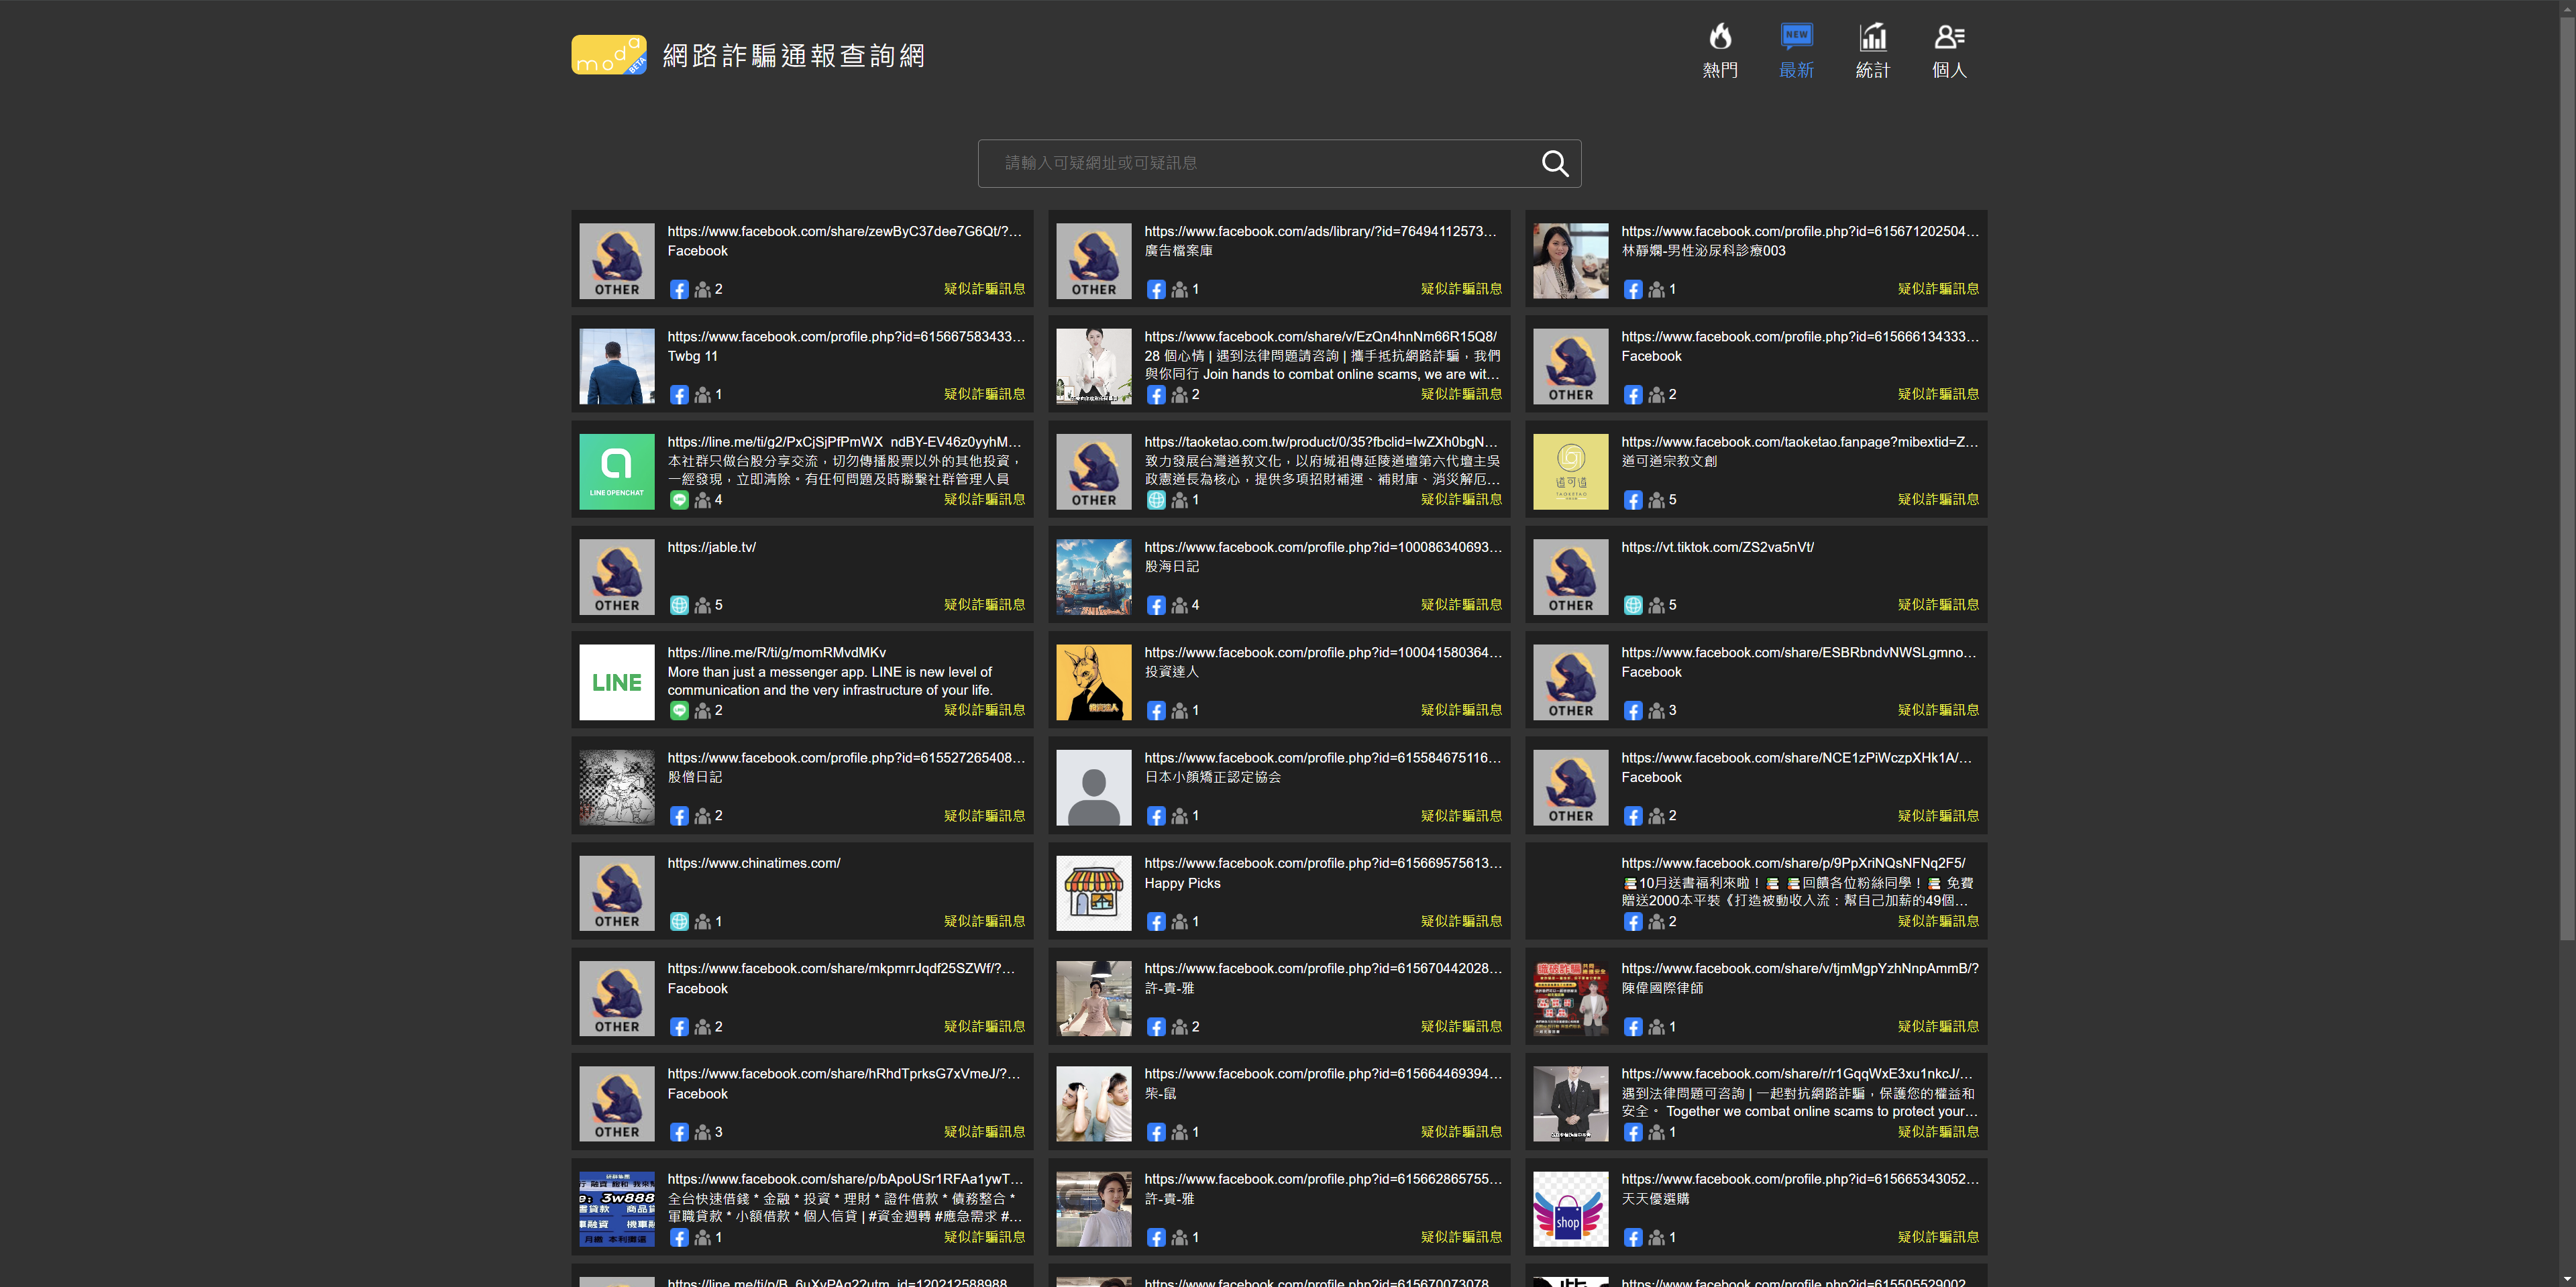 moda
BETA
網路詐騙通報查詢網
熱門
NEW
最新
統計
個人
請輸入可疑網址或可疑訊息
OTHER
https://www.facebook.com/share/zewByC37dee7G6Qt/?...
Facebook
2
疑似詐騙訊息
OTHER
https://www.facebook.com/ads/library/?id=76494112573...
廣告檔案庫
1
疑似詐騙訊息
https://www.facebook.com/profile.php?id=615671202504...
林靜嫻-男性泌尿科診療003
1
疑似詐騙訊息
https://www.facebook.com/profile.php?id=615667583433...
Twbg 11
1
疑似詐騙訊息
https://www.facebook.com/share/v/EzQn4hnNm66R15Q8/
28 個心情 | 遇到法律問題請咨詢 | 攜手抵抗網路詐騙，我們
與你同行 Join hands to combat online scams, we are wit...
2
疑似詐騙訊息
OTHER
https://www.facebook.com/profile.php?id=615666134333...
Facebook
2
疑似詐騙訊息
LINE OPENCHAT
https://line.me/ti/g2/PxCjSjPfPmWX_ndBY-EV46z0yyhM...
本社群只做台股分享交流，切勿傳播股票以外的其他投資，
一經發現，立即清除。有任何問題及時聯繫社群管理人員
4
疑似詐騙訊息
OTHER
https://taoketao.com.tw/product/0/35?fbclid=IwZXh0bgN...
致力發展台灣道教文化，以府城祖傳延陵道壇第六代壇主吳
政憲道長為核心，提供多項招財補運、補財庫、消災解厄...
1
疑似詐騙訊息
道可道
TAOKETAO
https://www.facebook.com/taoketao.fanpage?mibextid=Z...
道可道宗教文創
5
疑似詐騙訊息
OTHER
https://jable.tv/
5
疑似詐騙訊息
https://www.facebook.com/profile.php?id=100086340693...
股海日記
4
疑似詐騙訊息
OTHER
https://vt.tiktok.com/ZS2va5nVt/
5
疑似詐騙訊息
LINE
https://line.me/R/ti/g/momRMvdMKv
More than just a messenger app. LINE is new level of
communication and the very infrastructure of your life.
2
疑似詐騙訊息
投資達人
https://www.facebook.com/profile.php?id=100041580364...
投資達人
1
疑似詐騙訊息
OTHER
https://www.facebook.com/share/ESBRbndvNWSLgmno...
Facebook
3
疑似詐騙訊息
https://www.facebook.com/profile.php?id=615527265408...
股僧日記
2
疑似詐騙訊息
https://www.facebook.com/profile.php?id=615584675116...
日本小顔矯正認定協会
1
疑似詐騙訊息
OTHER
https://www.facebook.com/share/NCE1zPiWczpXHk1A/...
Facebook
2
疑似詐騙訊息
OTHER
https://www.chinatimes.com/
1
疑似詐騙訊息
https://www.facebook.com/profile.php?id=615669575613...
Happy Picks
1
疑似詐騙訊息
https://www.facebook.com/share/p/9PpXriNQsNFNq2F5/
📚10月送書福利來啦！📚 📚回饋各位粉絲同學！📚 免費
贈送2000本平裝《打造被動收入流：幫自己加薪的49個...
2
疑似詐騙訊息
OTHER
https://www.facebook.com/share/mkpmrrJqdf25SZWf/?...
Facebook
2
疑似詐騙訊息
https://www.facebook.com/profile.php?id=615670442028...
許-貴-雅
2
疑似詐騙訊息
https://www.facebook.com/share/v/tjmMgpYzhNnpAmmB/?
陳偉國際律師
1
疑似詐騙訊息
OTHER
https://www.facebook.com/share/hRhdTprksG7xVmeJ/?...
Facebook
3
疑似詐騙訊息
https://www.facebook.com/profile.php?id=615664469394...
柴-鼠
1
疑似詐騙訊息
https://www.facebook.com/share/r/r1GqqWxE3xu1nkcJ/...
遇到法律問題可咨詢 | 一起對抗網路詐騙，保護您的權益和
安全。 Together we combat online scams to protect your...
1
疑似詐騙訊息
e: 3w888
書貸款 商品貸
車融資 機車融
月繳 本利攤還
https://www.facebook.com/share/p/bApoUSr1RFAa1ywT...
全台快速借錢 * 金融 * 投資 * 理財 * 證件借款 * 債務整合 *
軍職貸款 * 小額借款 * 個人信貸 | #資金週轉 #應急需求 #...
1
疑似詐騙訊息
https://www.facebook.com/profile.php?id=615662865755...
許-貴-雅
1
疑似詐騙訊息
shop
https://www.facebook.com/profile.php?id=615665343052...
天天優選購
1
疑似詐騙訊息
https://line.me/ti/p/B_6uXyPAg2?utm_id=120212588988...
https://www.facebook.com/profile.php?id=615670073078...
https://www.facebook.com/profile.php?id=615505529002...